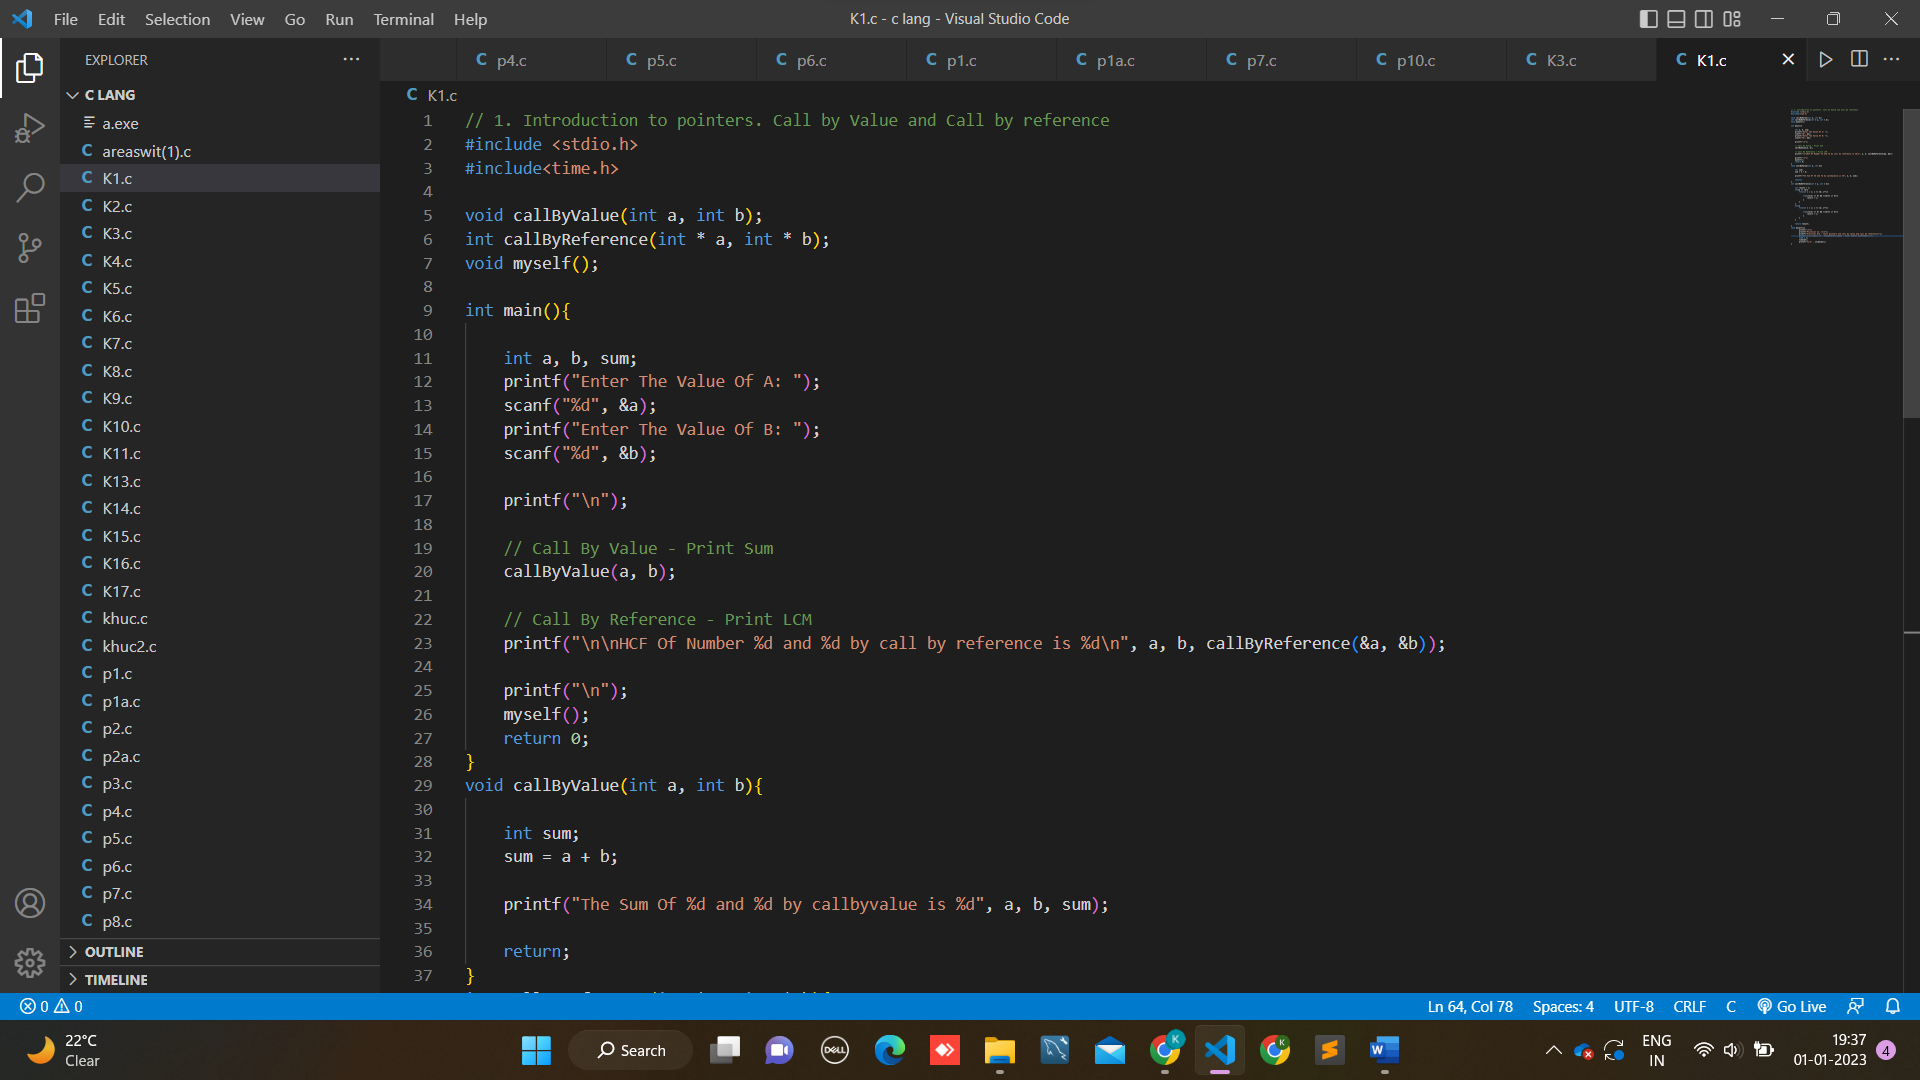 File Edit Selection View Go Run Terminal Help
K1.c - c lang - Visual Studio Code
EXPLORER
C LANG
a.exe
C areaswit(1).c
C K1.c
C K2.c
C K3.c
C K4.c
C K5.c
C K6.c
C K7.c
C K8.c
C K9.c
C K10.c
C K11.c
C K13.c
C K14.c
C K15.c
C K16.c
C K17.c
C khuc.c
C khuc2.c
C p1.c
C p1a.c
C p2.c
C p2a.c
C p3.c
C p4.c
C p5.c
C p6.c
C p7.c
C p8.c
OUTLINE
TIMELINE
C p4.c C p5.c C p6.c C p1.c C p1a.c C p7.c C p10.c C K3.c C K1.c
C K1.c
1 // 1. Introduction to pointers. Call by Value and Call by reference
2 #include <stdio.h>
3 #include<time.h>
4
5 void callByValue(int a, int b);
6 int callByReference(int * a, int * b);
7 void myself();
8
9 int main(){
10
11 int a, b, sum;
12 printf("Enter The Value Of A: ");
13 scanf("%d", &a);
14 printf("Enter The Value Of B: ");
15 scanf("%d", &b);
16
17 printf("\n");
18
19 // Call By Value - Print Sum
20 callByValue(a, b);
21
22 // Call By Reference - Print LCM
23 printf("\n\nHCF Of Number %d and %d by call by reference is %d\n", a, b, callByReference(&a, &b));
24
25 printf("\n");
26 myself();
27 return 0;
28 }
29 void callByValue(int a, int b){
30
31 int sum;
32 sum = a + b;
33
34 printf("The Sum Of %d and %d by callbyvalue is %d", a, b, sum);
35
36 return;
37 }
0 0
Ln 64, Col 78 Spaces: 4 UTF-8 CRLF C Go Live
22°C
Clear
Search
DELL
K
K
W
ENG
IN
19:37
01-01-2023
4